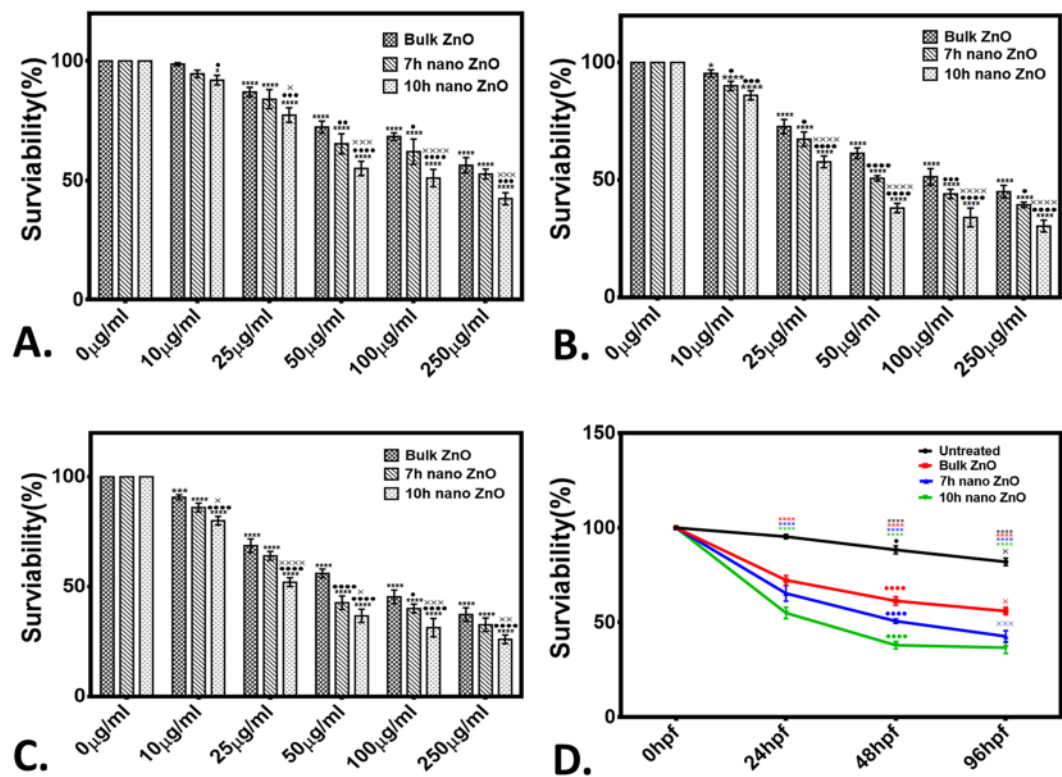 Surviability(%)
100
50
0
Bulk ZnO
7h nano ZnO
10h nano ZnO
0μg/ml
10μg/ml
25μg/ml
50μg/ml
100μg/ml
250μg/ml
A.
Surviability(%)
100
50
0
Bulk ZnO
7h nano ZnO
10h nano ZnO
0μg/ml
10μg/ml
25μg/ml
50μg/ml
100μg/ml
250μg/ml
B.
Surviability(%)
100
50
0
Bulk ZnO
7h nano ZnO
10h nano ZnO
0μg/ml
10μg/ml
25μg/ml
50μg/ml
100μg/ml
250μg/ml
C.
Surviability(%)
150
100
50
0
Untreated
Bulk ZnO
7h nano ZnO
10h nano ZnO
0hpf
24hpf
48hpf
96hpf
D.